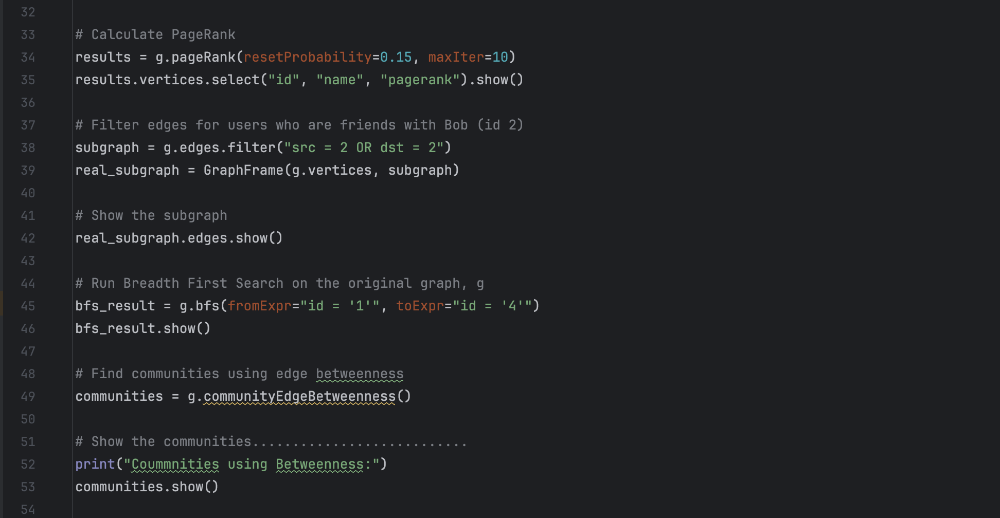 32
33 # Calculate PageRank
34 results = g.pageRank(resetProbability=0.15, maxIter=10)
35 results.vertices.select("id", "name", "pagerank").show()
36
37 # Filter edges for users who are friends with Bob (id 2)
38 subgraph = g.edges.filter("src = 2 OR dst = 2")
39 real_subgraph = GraphFrame(g.vertices, subgraph)
40
41 # Show the subgraph
42 real_subgraph.edges.show()
43
44 # Run Breadth First Search on the original graph, g
45 bfs_result = g.bfs(fromExpr="id = '1'", toExpr="id = '4'")
46 bfs_result.show()
47
48 # Find communities using edge betweenness
49 communities = g.communityEdgeBetweenness()
50
51 # Show the communities...........................
52 print("Coummnities using Betweenness:")
53 communities.show()
54